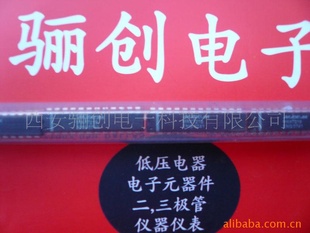 骊创电子
西安骊创电子科技有限公司
低压电器
电子元器件
二,三极管
仪器仪表
alibaba.com.cn